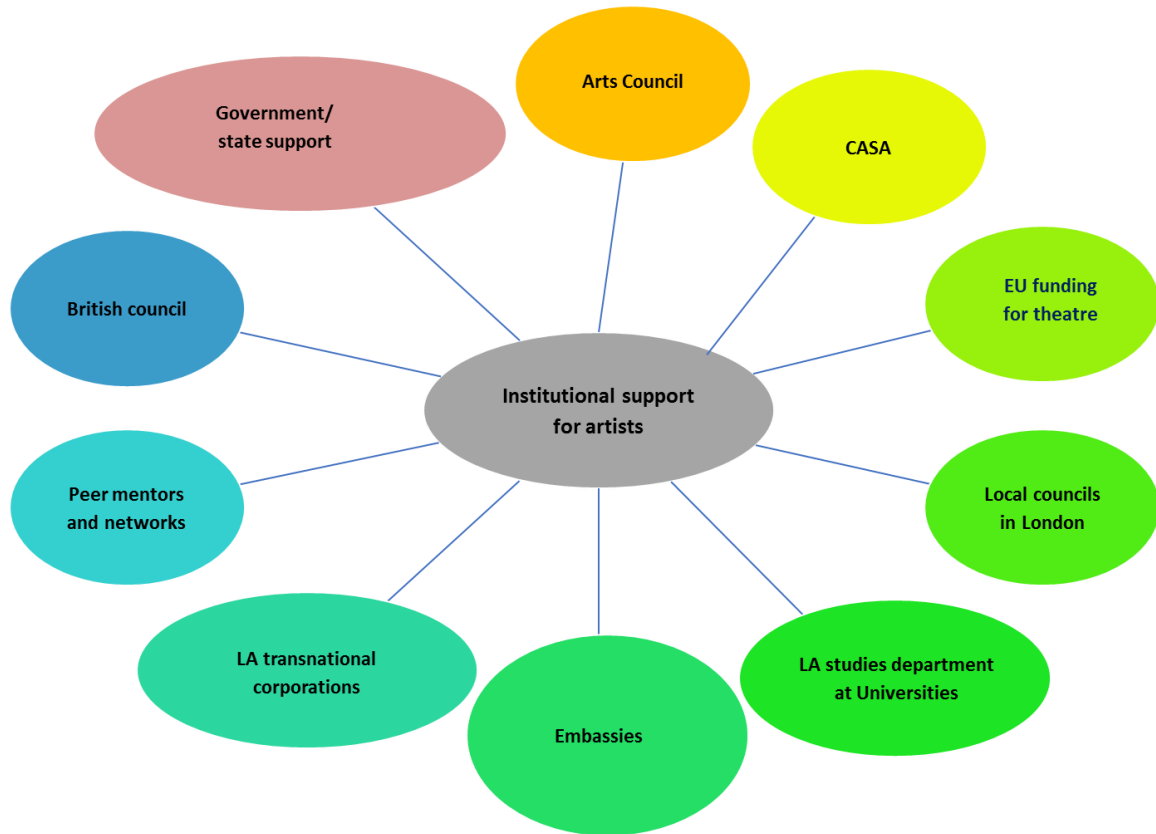 Arts Council
Government/
state support
CASA
EU funding
for theatre
British council
Institutional support
for artists
Peer mentors
and networks
Local councils
in London
LA transnational
corporations
LA studies department
at Universities
Embassies